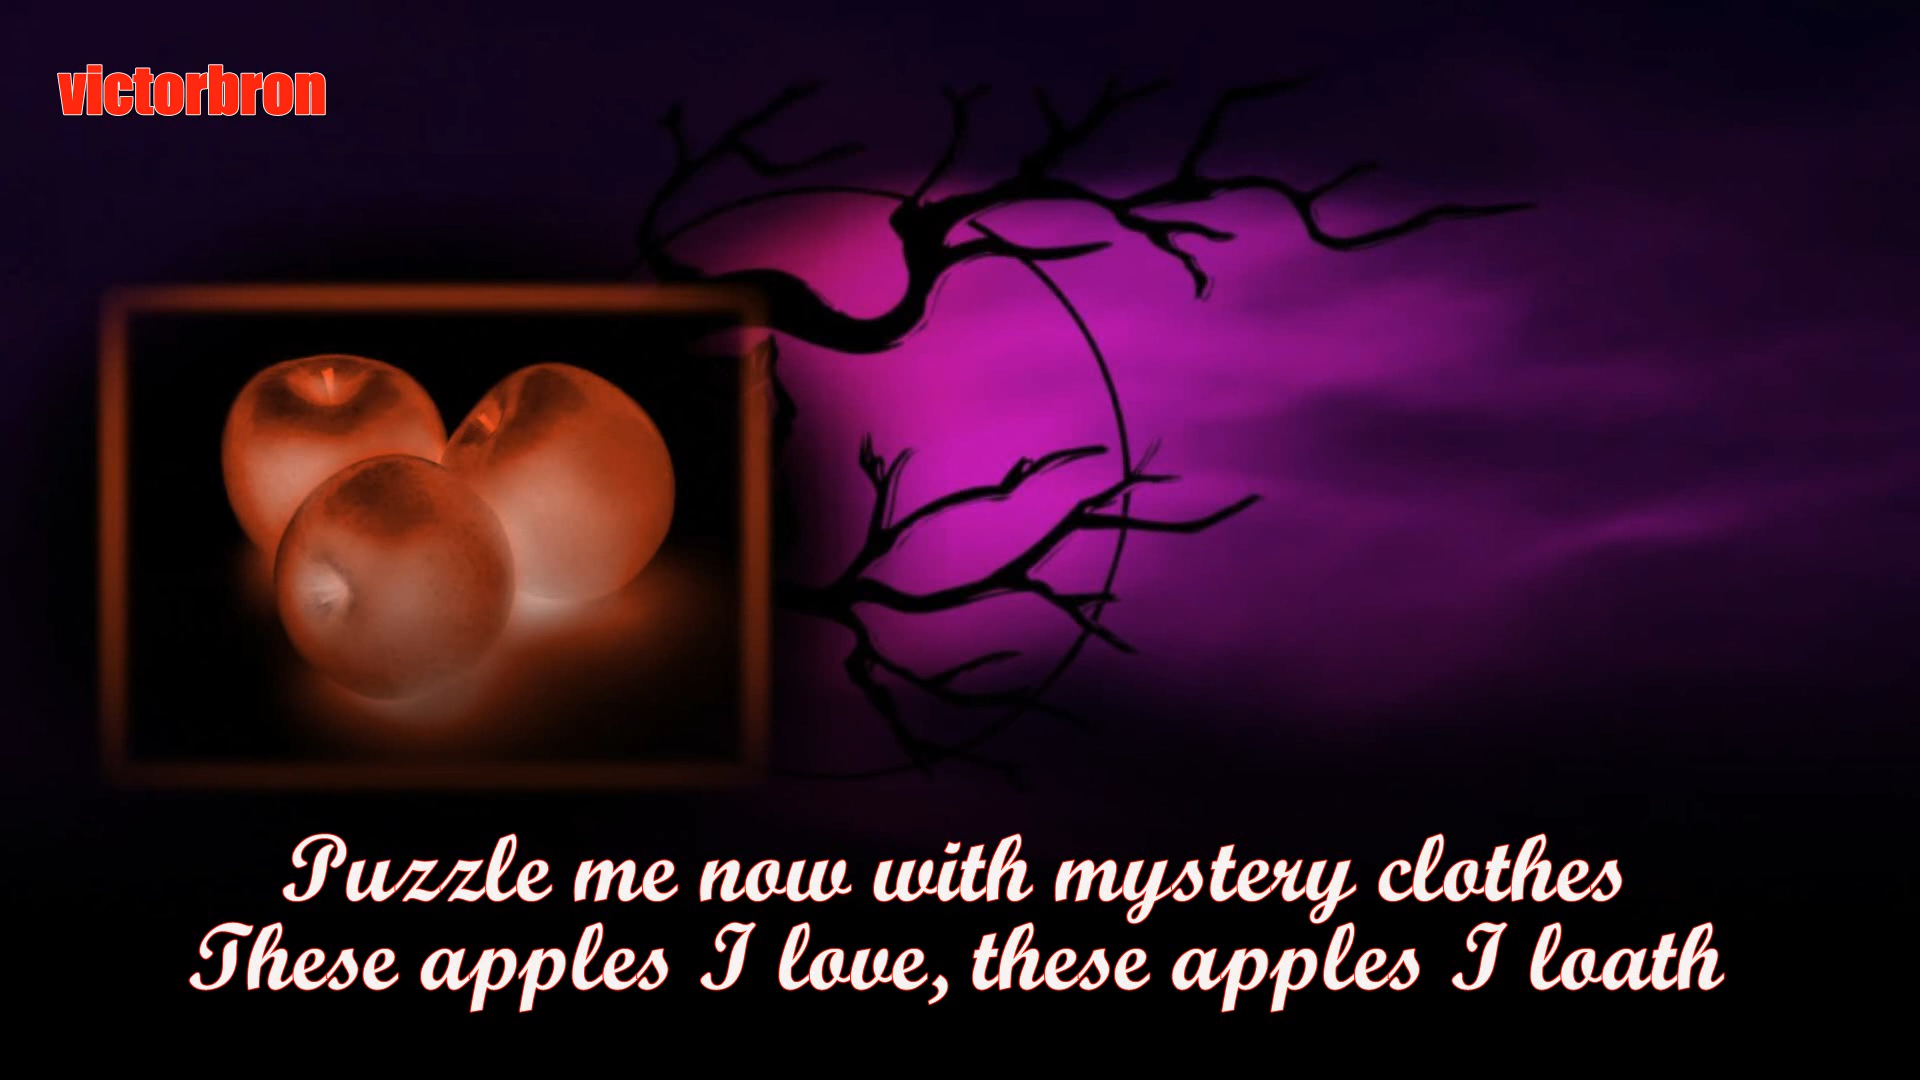 victorbron
Puzzle me now with mystery clothes
These apples I love, these apples I loath